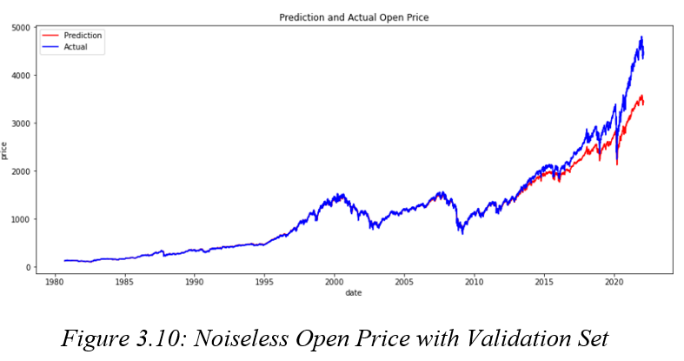 Prediction and Actual Open Price
Prediction
Actual
5000
4000
3000
2000
1000
0
price
1980 1985 1990 1995 2000 2005 2010 2015 2020
date
Figure 3.10: Noiseless Open Price with Validation Set